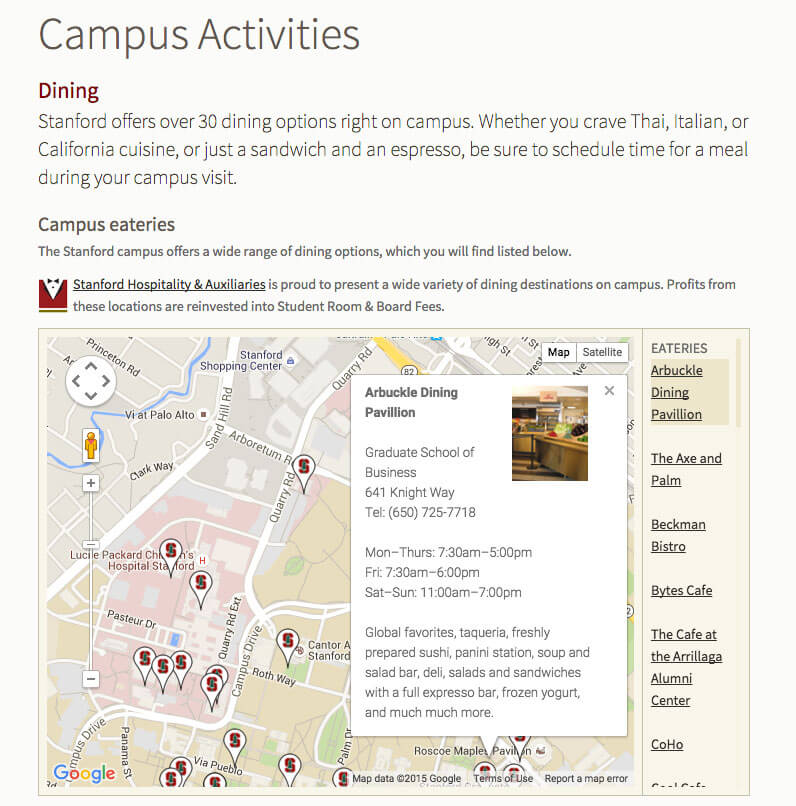 Campus Activities
Dining
Stanford offers over 30 dining options right on campus. Whether you crave Thai, Italian, or
California cuisine, or just a sandwich and an espresso, be sure to schedule time for a meal
during your campus visit.
Campus eateries
The Stanford campus offers a wide range of dining options, which you will find listed below.
Stanford Hospitality & Auxiliaries is proud to present a wide variety of dining destinations on campus. Profits from
these locations are reinvested into Student Room & Board Fees.
Princeton Rd
Stanford
Shopping Center
Vi at Palo Alto
Sand Hill Rd
Quarry Rd
High St
82
Map
Satellite
Arboretum Rd
Quarry Rd
Clark Way
Lucile Packard Children's
Hospital Stanford
H
Pasteur Dr
Quarry Rd Ext
Campus Drive
Cantor A
Stanford
Roth Way
Campus Drive
Panama St
Via Pueblo
Palm Dr
Roscoe Maples Pavilion
Google
Map data ©2015 Google
Terms of Use
Report a map error
Arbuckle Dining
Pavillion
Graduate School of
Business
641 Knight Way
Tel: (650) 725-7718
Mon–Thurs: 7:30am–5:00pm
Fri: 7:30am–6:00pm
Sat–Sun: 11:00am–7:00pm
Global favorites, taqueria, freshly
prepared sushi, panini station, soup and
salad bar, deli, salads and sandwiches
with a full expresso bar, frozen yogurt,
and much much more.
EATERIES
Arbuckle
Dining
Pavillion
The Axe and
Palm
Beckman
Bistro
Bytes Cafe
The Cafe at
the Arrillaga
Alumni
Center
CoHo